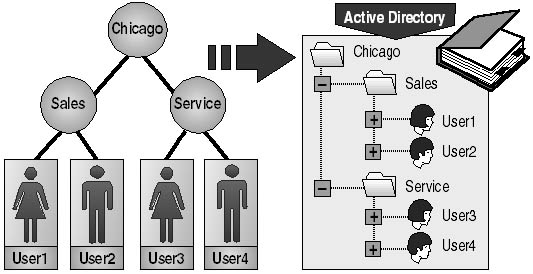 Chicago
Sales
Service
User1
User2
User3
User4
Active Directory
Chicago
Sales
User1
User2
Service
User3
User4